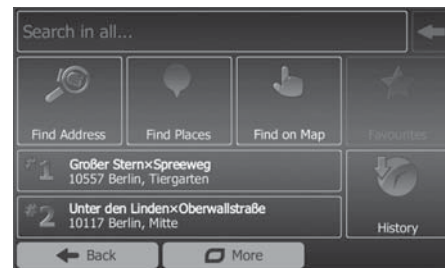 Search in all...
Find Address
Find Places
Find on Map
Favourites
#1 Großer Stern×Spreeweg
10557 Berlin, Tiergarten
#2 Unter den Linden×Oberwallstraße
10117 Berlin, Mitte
History
Back
More